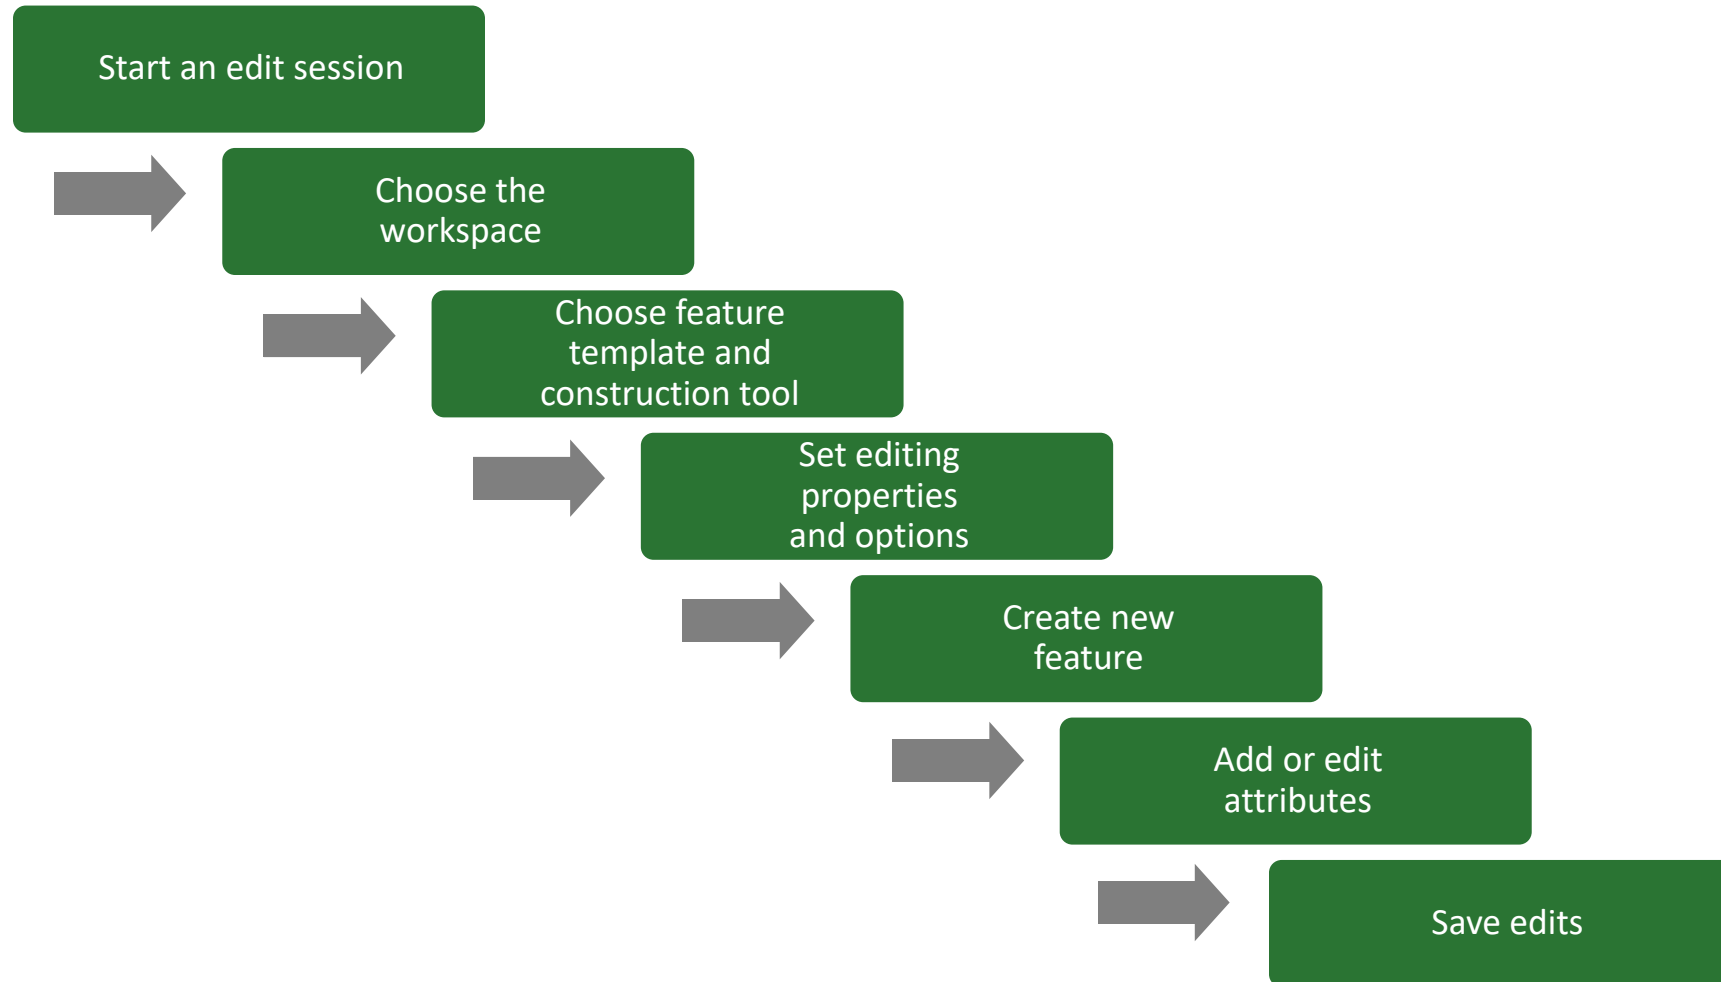 Start an edit session
Choose the
workspace
Choose feature
template and
construction tool
Set editing
properties
and options
Create new
feature
Add or edit
attributes
Save edits